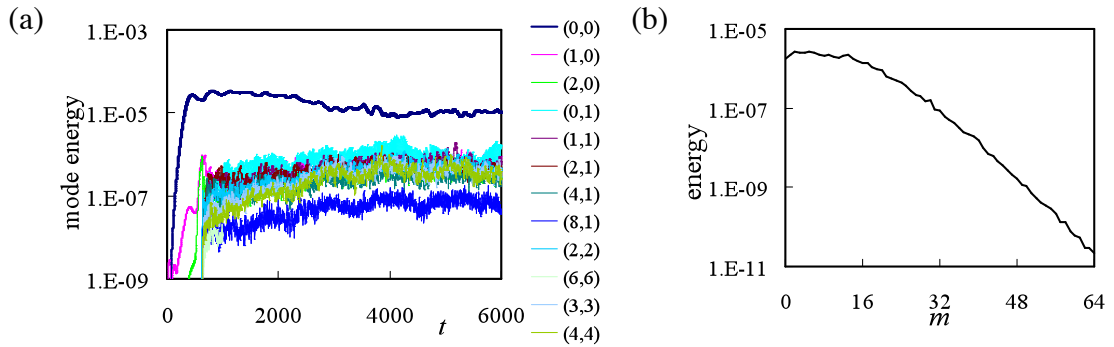 (a)
mode energy
1.E-03
1.E-05
1.E-07
1.E-09
0
2000
4000
6000
t
(0,0)
(1,0)
(2,0)
(0,1)
(1,1)
(2,1)
(4,1)
(8,1)
(2,2)
(6,6)
(3,3)
(4,4)
(b)
energy
1.E-05
1.E-07
1.E-09
1.E-11
0
16
32
48
64
m